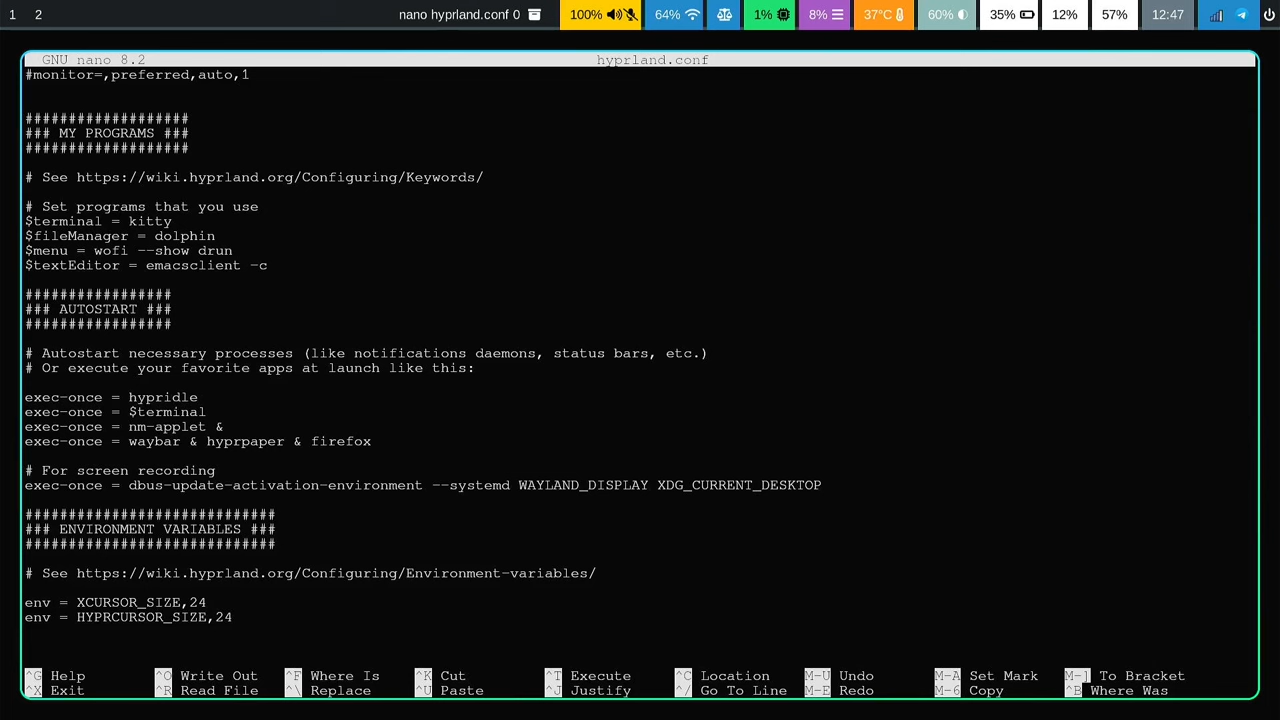 1 2 nano hyprland.conf 0 100% 64% 1% 8% 37°C 60% 35% 12% 57% 12:47
GNU nano 8.2 hyprland.conf
#monitor=,preferred,auto,1
###################
### MY PROGRAMS ###
###################
# See https://wiki.hyprland.org/Configuring/Keywords/
# Set programs that you use
$terminal = kitty
$fileManager = dolphin
$menu = wofi --show drun
$textEditor = emacsclient -c
#################
### AUTOSTART ###
#################
# Autostart necessary processes (like notifications daemons, status bars, etc.)
# Or execute your favorite apps at launch like this:
exec-once = hypridle
exec-once = $terminal
exec-once = nm-applet &
exec-once = waybar & hyprpaper & firefox
# For screen recording
exec-once = dbus-update-activation-environment --systemd WAYLAND_DISPLAY XDG_CURRENT_DESKTOP
#############################
### ENVIRONMENT VARIABLES ###
#############################
# See https://wiki.hyprland.org/Configuring/Environment-variables/
env = XCURSOR_SIZE,24
env = HYPRCURSOR_SIZE,24
^G Help ^O Write Out ^F Where Is ^K Cut ^T Execute ^C Location M-U Undo M-A Set Mark M-] To Bracket
^X Exit ^R Read File ^\ Replace ^U Paste ^J Justify ^/ Go To Line M-E Redo M-6 Copy ^B Where Was